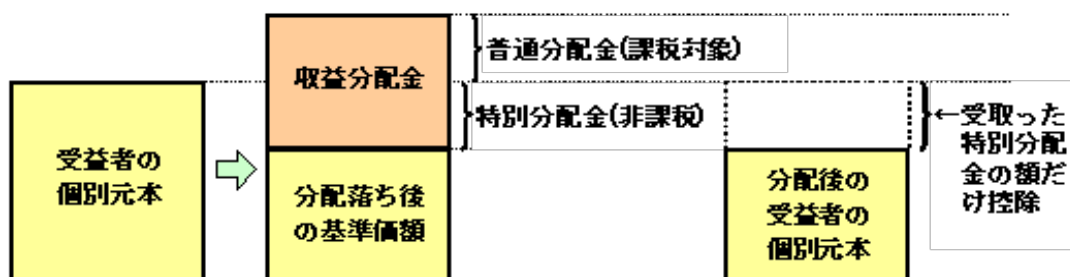 普通分配金(課税対象)
収益分配金
特別分配金(非課税)
←受取った
特別分配
金の額だ
け控除
受益者の
個別元本
分配落ち後
の基準価額
分配後の
受益者の
個別元本